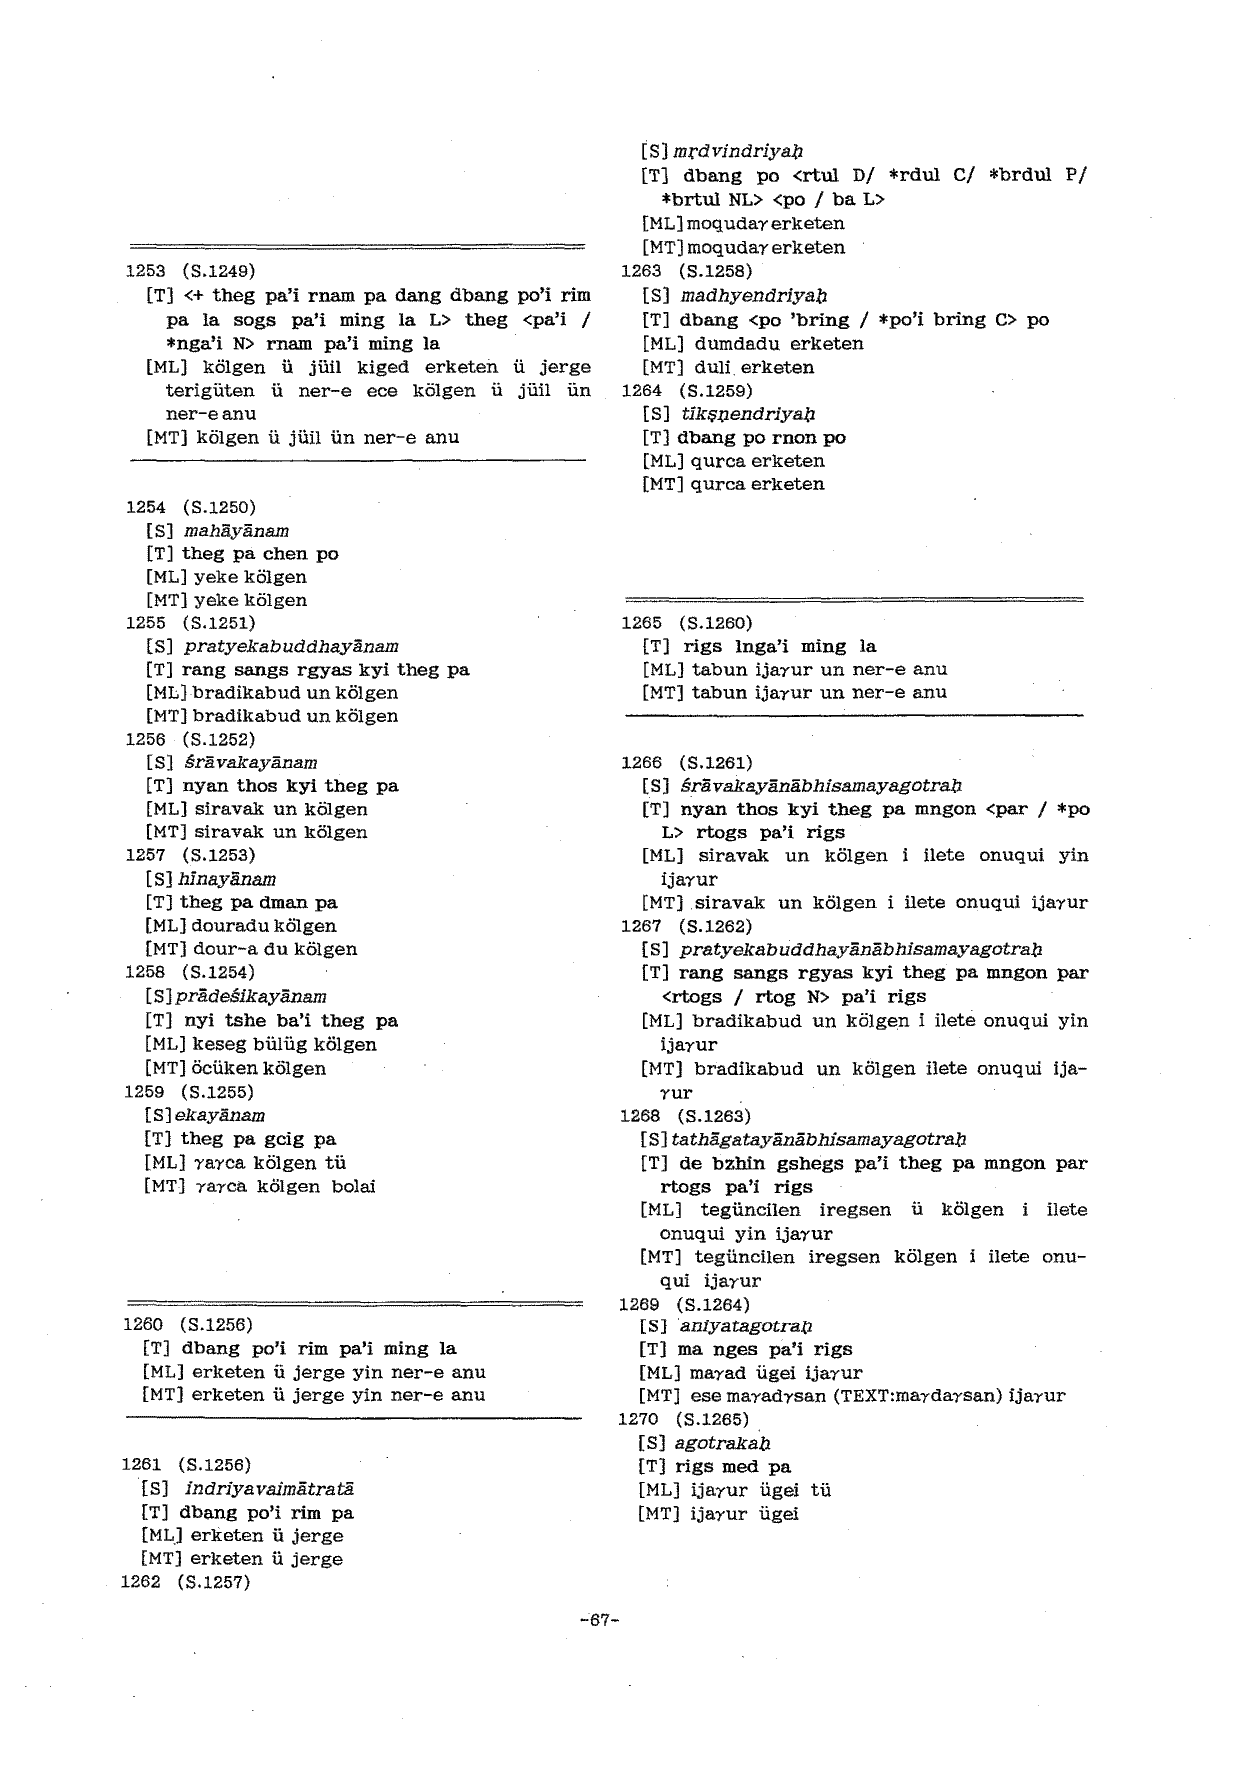 1253 (S.1249)
[T] <+ theg pa'i rnam pa dang dbang po'i rim
pa la sogs pa'i ming la L> theg <pa'i /
*nga'i N> rnam pa'i ming la
[ML] kölgen ü jüil kiged erketen ü jerge
terigüten ü ner-e ece kölgen ü jüil ün
ner-e anu
[MT] kölgen ü jüil ün ner-e anu
1254 (S.1250)
[S] mahāyānam
[T] theg pa chen po
[ML] yeke kölgen
[MT] yeke kölgen
1255 (S.1251)
[S] pratyekabuddhayānam
[T] rang sangs rgyas kyi theg pa
[ML] bradikabud un kölgen
[MT] bradikabud un kölgen
1256 (S.1252)
[S] śrāvakayānam
[T] nyan thos kyi theg pa
[ML] siravak un kölgen
[MT] siravak un kölgen
1257 (S.1253)
[S] hīnayānam
[T] theg pa dman pa
[ML] douradu kölgen
[MT] dour-a du kölgen
1258 (S.1254)
[S] prādeśikayānam
[T] nyi tshe ba'i theg pa
[ML] keseg bülüg kölgen
[MT] öcüken kölgen
1259 (S.1255)
[S] ekayānam
[T] theg pa gcig pa
[ML] γaγca kölgen tü
[MT] γaγca kölgen bolai
1260 (S.1256)
[T] dbang po'i rim pa'i ming la
[ML] erketen ü jerge yin ner-e anu
[MT] erketen ü jerge yin ner-e anu
1261 (S.1256)
[S] indriyavaimātratā
[T] dbang po'i rim pa
[ML] erketen ü jerge
[MT] erketen ü jerge
1262 (S.1257)
[S] mṛdvindriyaḥ
[T] dbang po <rtul D/ *rdul C/ *brdul P/
*brtul NL> <po / ba L>
[ML] moqudaγ erketen
[MT] moqudaγ erketen
1263 (S.1258)
[S] madhyendriyaḥ
[T] dbang <po 'bring / *po'i bring C> po
[ML] dumdadu erketen
[MT] duli erketen
1264 (S.1259)
[S] tīkṣṇendriyaḥ
[T] dbang po rnon po
[ML] qurca erketen
[MT] qurca erketen
1265 (S.1260)
[T] rigs lnga'i ming la
[ML] tabun ijaγur un ner-e anu
[MT] tabun ijaγur un ner-e anu
1266 (S.1261)
[S] śrāvakayānābhisamayagotraḥ
[T] nyan thos kyi theg pa mngon <par / *po
L> rtogs pa'i rigs
[ML] siravak un kölgen i ilete onuqui yin
ijaγur
[MT] siravak un kölgen i ilete onuqui ijaγur
1267 (S.1262)
[S] pratyekabuddhayānābhisamayagotraḥ
[T] rang sangs rgyas kyi theg pa mngon par
<rtogs / rtog N> pa'i rigs
[ML] bradikabud un kölgen i ilete onuqui yin
ijaγur
[MT] bradikabud un kölgen ilete onuqui ija-
γur
1268 (S.1263)
[S] tathāgatayānābhisamayagotraḥ
[T] de bzhin gshegs pa'i theg pa mngon par
rtogs pa'i rigs
[ML] tegüncilen iregsen ü kölgen i ilete
onuqui yin ijaγur
[MT] tegüncilen iregsen kölgen i ilete onu-
qui ijaγur
1269 (S.1264)
[S] aniyatagotraḥ
[T] ma nges pa'i rigs
[ML] maγad ügei ijaγur
[MT] ese maγadγsan (TEXT:maγdaγsan) ijaγur
1270 (S.1265)
[S] agotrakaḥ
[T] rigs med pa
[ML] ijaγur ügei tü
[MT] ijaγur ügei
-67-